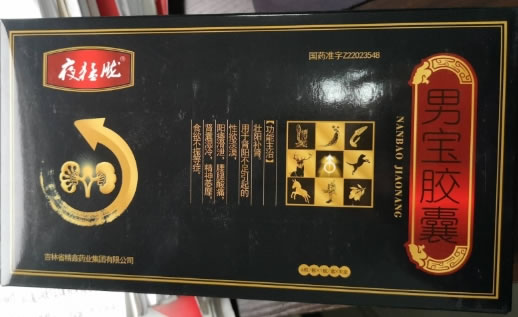 国药准字Z22023548
男宝胶囊
NANBAO JIAONANG
【功能主治】
壮阳补肾。
用于肾阳不足引起的
性欲淡漠，
阳痿滑泄，腰腿酸痛，
肾囊湿冷，精神萎靡，
食欲不振等症。
吉林省精鑫药业集团有限公司